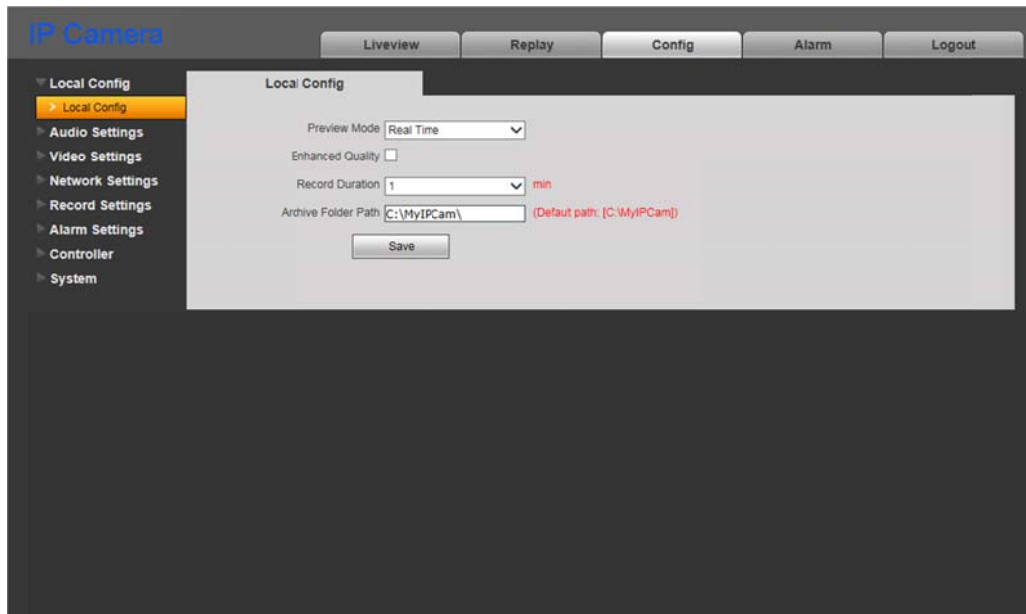 IP Camera
Liveview Replay Config Alarm Logout
Local Config
> Local Config
Audio Settings
Video Settings
Network Settings
Record Settings
Alarm Settings
Controller
System
Local Config
Preview Mode Real Time
Enhanced Quality
Record Duration 1 min
Archive Folder Path C:\MyIPCam\ (Defaut path: [C:\MyIPCam])
Save